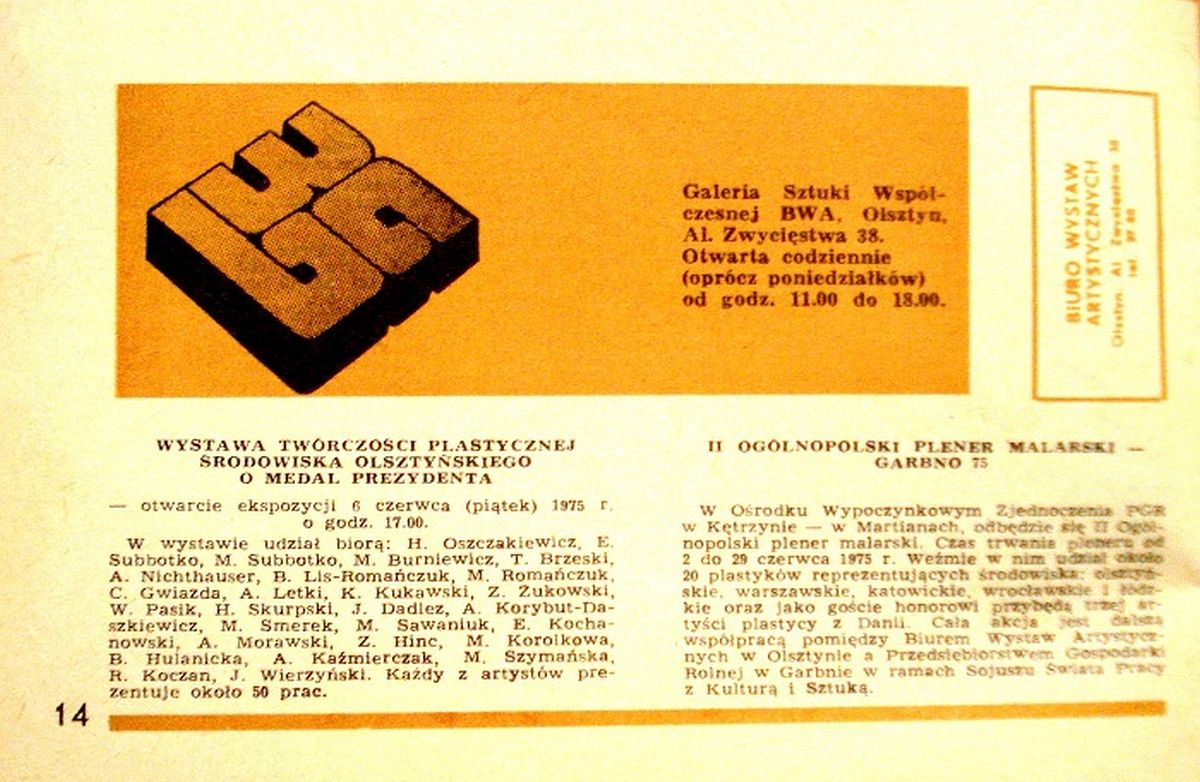 BWA
Galeria Sztuki Współ-
czesnej BWA, Olsztyn,
Al. Zwycięstwa 38.
Otwarta codziennie
(oprócz poniedziałków)
od godz. 11.00 do 18.00.
BIURO WYSTAW
ARTYSTYCZNYCH
Olsztyn, Al Zwycięstwa 38
tel
WYSTAWA TWÓRCZOŚCI PLASTYCZNEJ
ŚRODOWISKA OLSZTYŃSKIEGO
O MEDAL PREZYDENTA
— otwarcie ekspozycji 6 czerwca (piątek) 1975 r.
o godz. 17.00.
W wystawie udział biorą: H. Oszczakiewicz, E.
Subbotko, M. Subbotko, M. Burniewicz, T. Brzeski,
A. Nichthauser, B. Lis-Romańczuk, M. Romańczuk,
C. Gwiazda, A. Letki, K. Kukawski, Z. Żukowski,
W. Pasik, H. Skurpski, J. Dadlez, A. Korybut-Da-
szkiewicz, M. Smerek, M. Sawaniuk, E. Kocha-
nowski, A. Morawski, Z. Hinc, M. Korolkowa,
B. Hulanicka, A. Kaźmierczak, M. Szymańska,
R. Koczan, J. Wierzyński. Każdy z artystów pre-
zentuje około 50 prac.
II OGÓLNOPOLSKI PLENER MALARSKI —
GARBNO 75
W Ośrodku Wypoczynkowym Zjednoczenia PGR
w Kętrzynie — w Martianach, odbędzie się II Ogól-
nopolski plener malarski. Czas trwania pleneru od
2 do 29 czerwca 1975 r. Weźmie w nim udział około
20 plastyków reprezentujących środowiska: olsztyń-
skie, warszawskie, katowickie, wrocławskie i łódz-
kie oraz jako goście honorowi przybędą trzej ar-
tyści plastycy z Danii. Cała akcja jest dalszą
współpracą pomiędzy Biurem Wystaw Artystycz-
nych w Olsztynie a Przedsiębiorstwem Gospodarki
Rolnej w Garbnie w ramach Sojuszu Świata Pracy
z Kulturą i Sztuką.
14